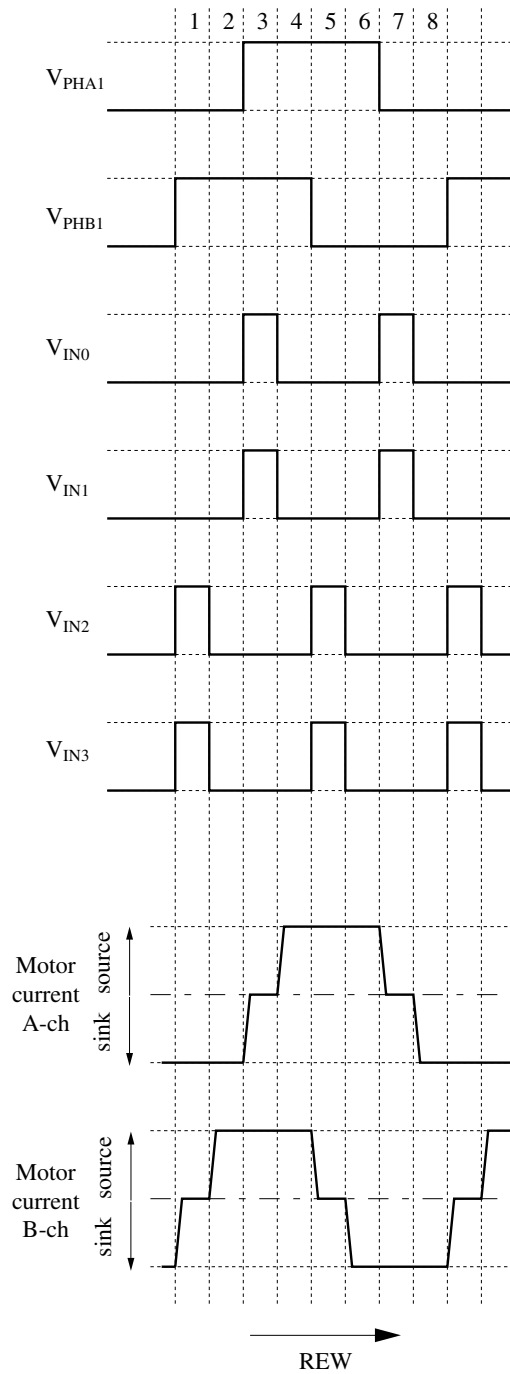 1 2 3 4 5 6 7 8
VPHA1
VPHB1
VIN0
VIN1
VIN2
VIN3
Motor
current
A-ch
source
sink
Motor
current
B-ch
source
sink
REW